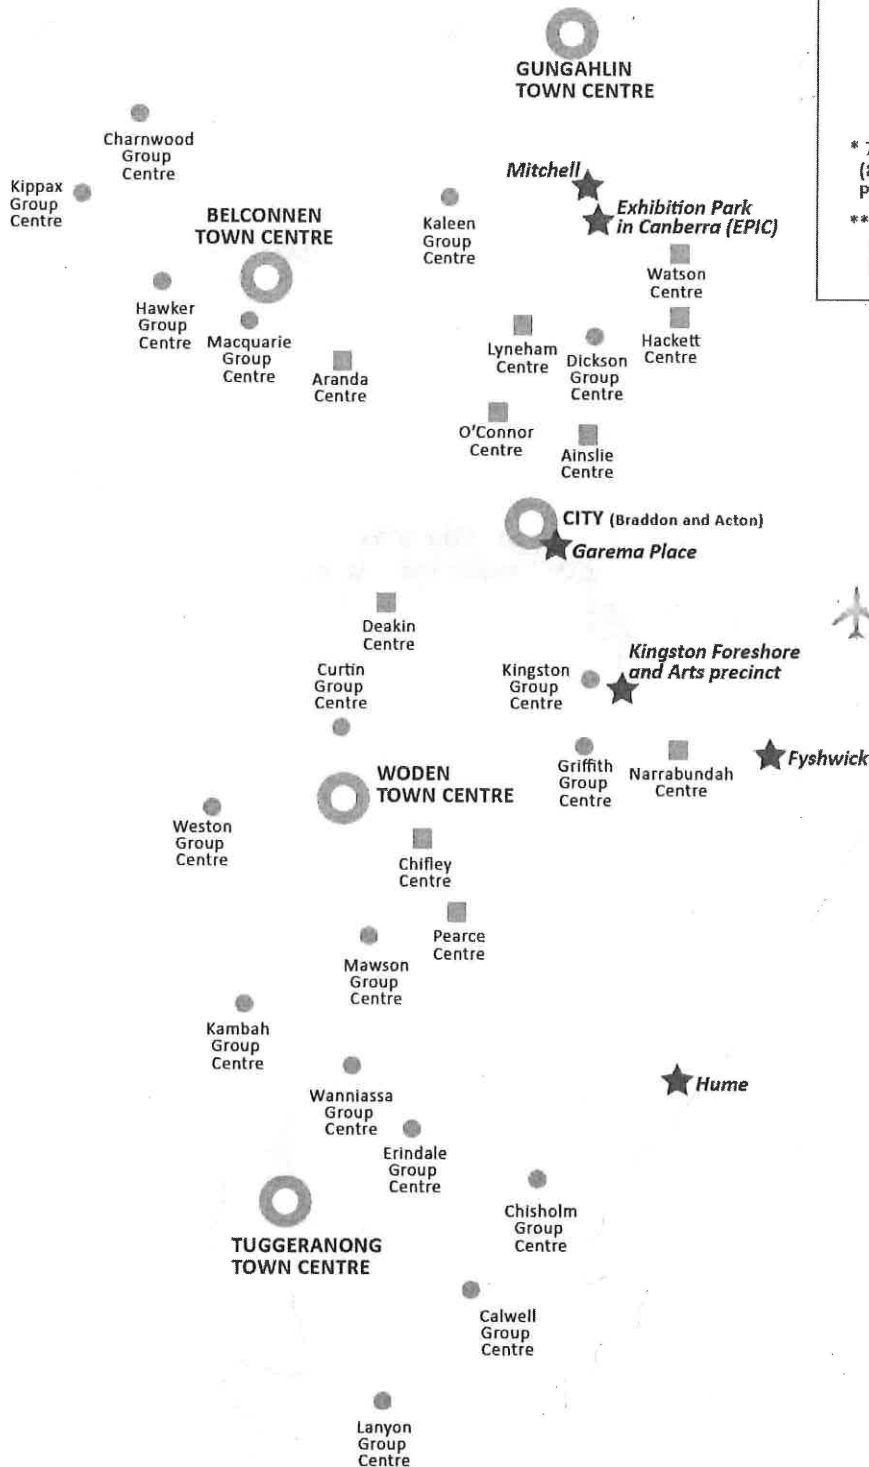 GUNGAHLIN
TOWN CENTRE
Charnwood
Group
Centre
Kippax
Group
Centre
BELCONNEN
TOWN CENTRE
Kaleen
Group
Centre
Mitchell
Exhibition Park
in Canberra (EPIC)
*
**
Watson
Centre
Hawker
Group
Centre
Macquarie
Group
Centre
Aranda
Centre
Lyneham
Centre
Dickson
Group
Centre
Hackett
Centre
O'Connor
Centre
Ainslie
Centre
CITY (Braddon and Acton)
Garema Place
Deakin
Centre
Curtin
Group
Centre
Kingston
Group
Centre
Kingston Foreshore
and Arts precinct
Griffith
Group
Centre
Narrabundah
Centre
Fyshwick
WODEN
TOWN CENTRE
Weston
Group
Centre
Chifley
Centre
Pearce
Centre
Mawson
Group
Centre
Kambah
Group
Centre
Wanniassa
Group
Centre
Hume
Erindale
Group
Centre
Chisholm
Group
Centre
TUGGERANONG
TOWN CENTRE
Calwell
Group
Centre
Lanyon
Group
Centre